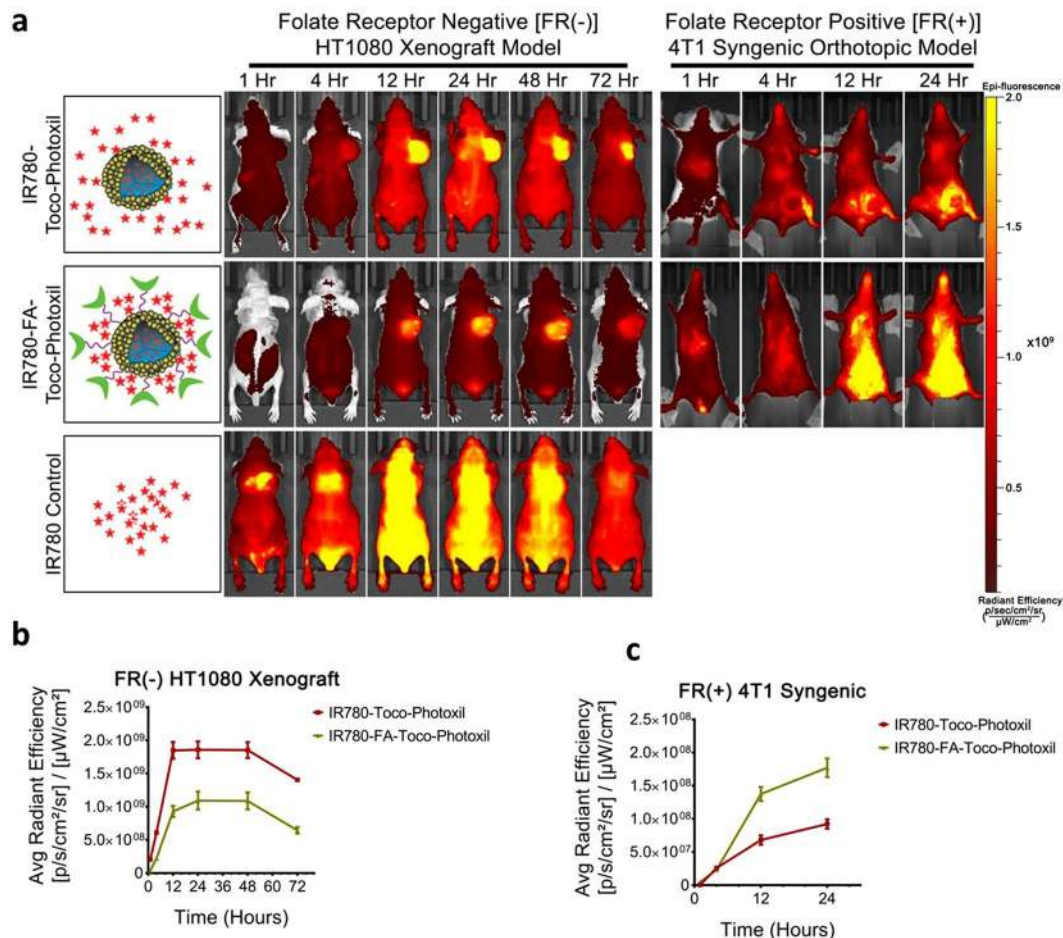 a
Folate Receptor Negative [FR(-)]
HT1080 Xenograft Model
Folate Receptor Positive [FR(+)]
4T1 Syngenic Orthotopic Model
1 Hr 4 Hr 12 Hr 24 Hr 48 Hr 72 Hr
1 Hr 4 Hr 12 Hr 24 Hr
Epi-fluorescence
2.0
1.5
x10⁹
1.0
0.5
Radiant Efficiency
(p/sec/cm²/sr
µW/cm²)
IR780-
Toco-Photoxil
IR780-FA-
Toco-Photoxil
IR780 Control
b
FR(-) HT1080 Xenograft
Avg Radiant Efficiency
[p/s/cm²/sr] / [µW/cm²]
2.5×10⁰⁹
2.0×10⁰⁹
1.5×10⁰⁹
1.0×10⁰⁹
5.0×10⁰⁸
0
0 12 24 36 48 60 72
Time (Hours)
IR780-Toco-Photoxil
IR780-FA-Toco-Photoxil
c
FR(+) 4T1 Syngenic
Avg Radiant Efficiency
[p/s/cm²/sr] / [µW/cm²]
2.5×10⁰⁸
2.0×10⁰⁸
1.5×10⁰⁸
1.0×10⁰⁸
5.0×10⁰⁷
0
0 12 24
Time (Hours)
IR780-Toco-Photoxil
IR780-FA-Toco-Photoxil